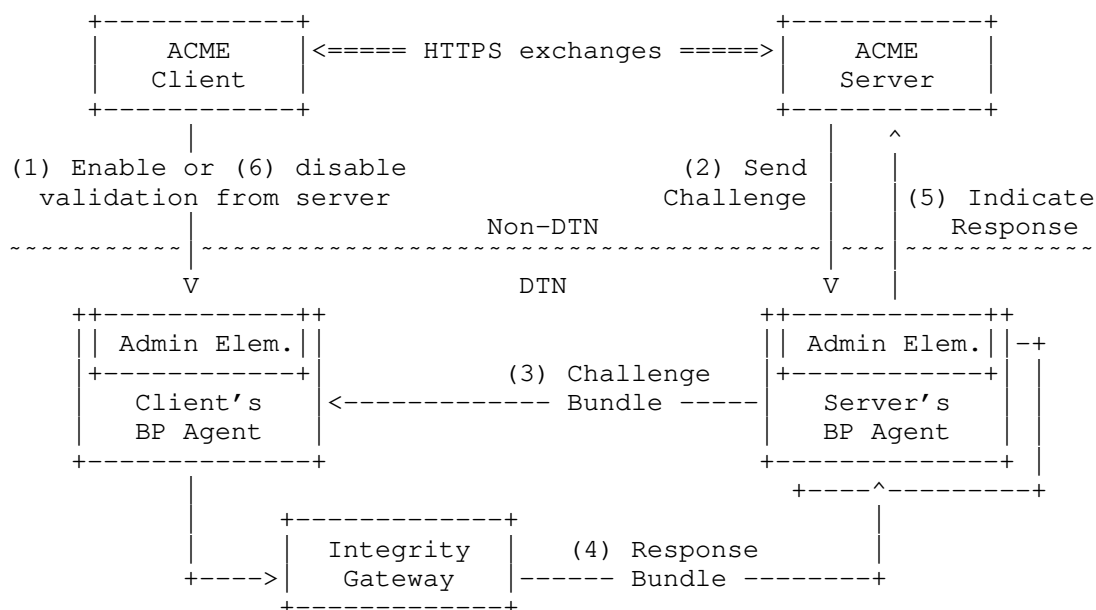 ACME <===== HTTPS exchanges =====> ACME
Client Server
(1) Enable or (6) disable (2) Send
validation from server Challenge (5) Indicate
Non-DTN Response
V DTN V
Admin Elem. Admin Elem.
(3) Challenge
Client's <------------- Bundle ----- Server's
BP Agent BP Agent
Integrity (4) Response
Gateway ------ Bundle --------+